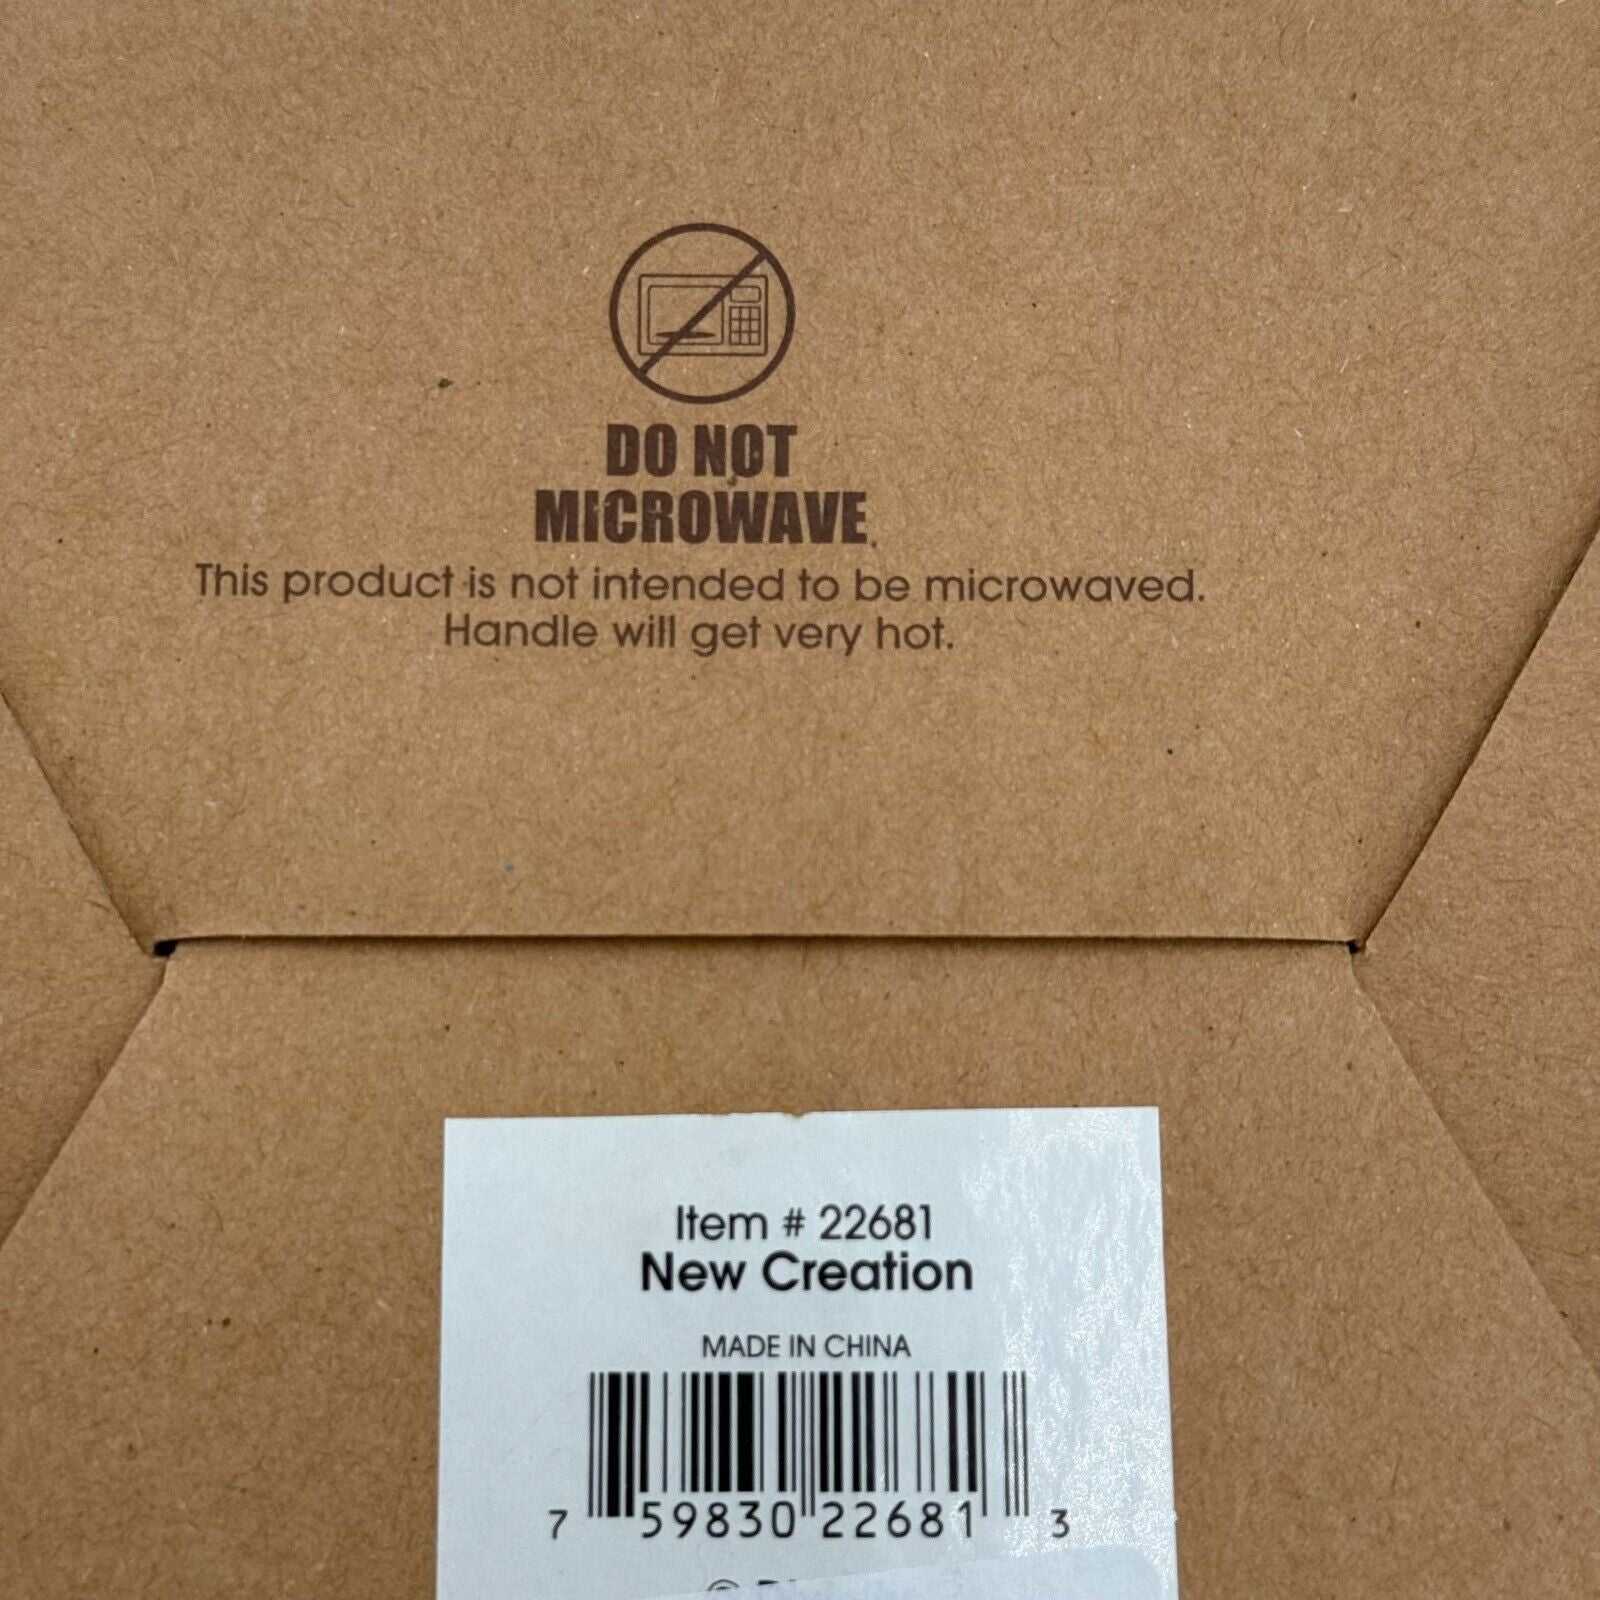 DO NOT
MICROWAVE
This product is not intended to be microwaved.
Handle will get very hot.
Item # 22681
New Creation
MADE IN CHINA
7 59830 22681 3
©